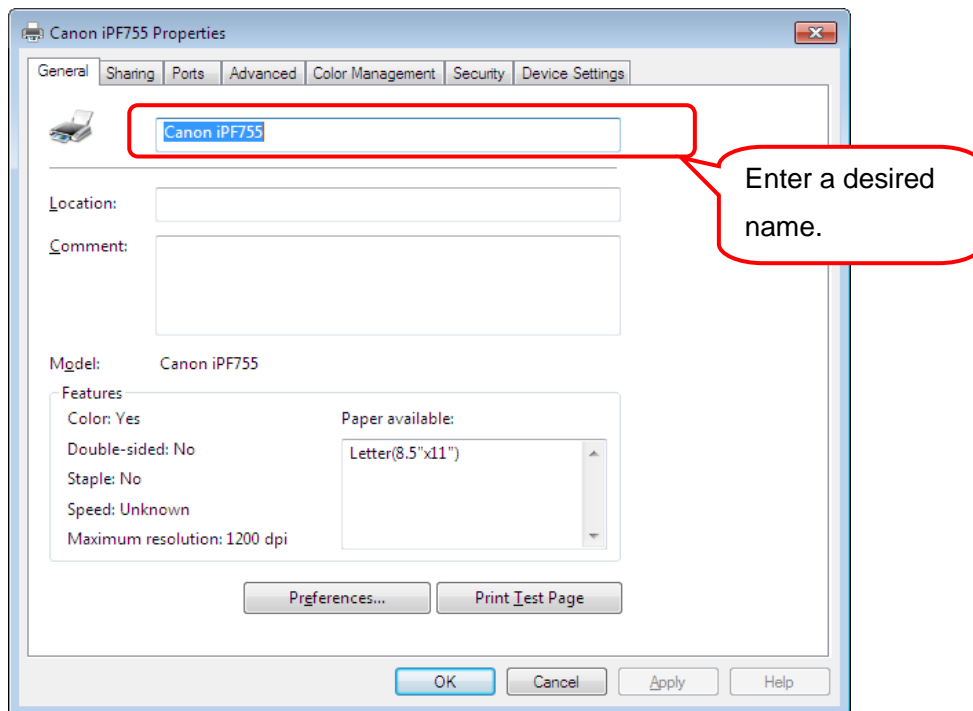 Canon iPF755 Properties
General Sharing Ports Advanced Color Management Security Device Settings
Canon iPF755
Enter a desired
name.
Location:
Comment:
Model: Canon iPF755
Features
Color: Yes
Paper available:
Double-sided: No
Letter(8.5"x11")
Staple: No
Speed: Unknown
Maximum resolution: 1200 dpi
Preferences... Print Test Page
OK Cancel Apply Help